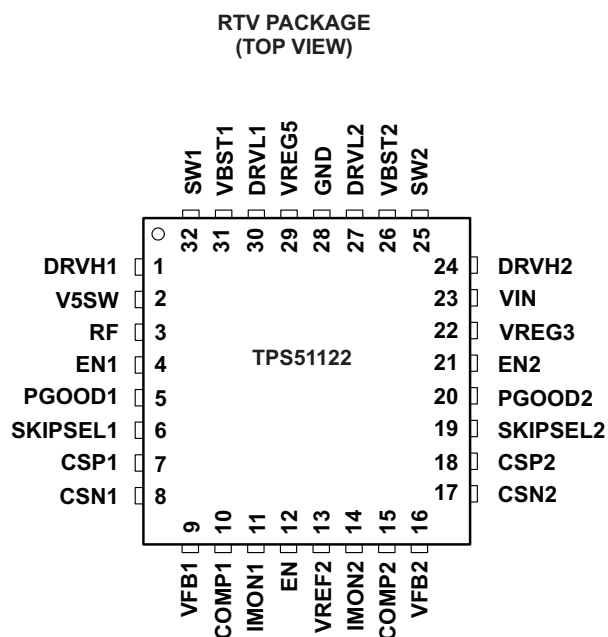 RTV PACKAGE
(TOP VIEW)
SW1
VBST1
DRVL1
VREG5
GND
DRVL2
VBST2
SW2
32
31
30
29
28
27
26
25
DRVH1 1
V5SW 2
RF 3
EN1 4
PGOOD1 5
SKIPSEL1 6
CSP1 7
CSN1 8
TPS51122
24 DRVH2
23 VIN
22 VREG3
21 EN2
20 PGOOD2
19 SKIPSEL2
18 CSP2
17 CSN2
9
10
11
12
13
14
15
16
VFB1
COMP1
IMON1
EN
VREF2
IMON2
COMP2
VFB2